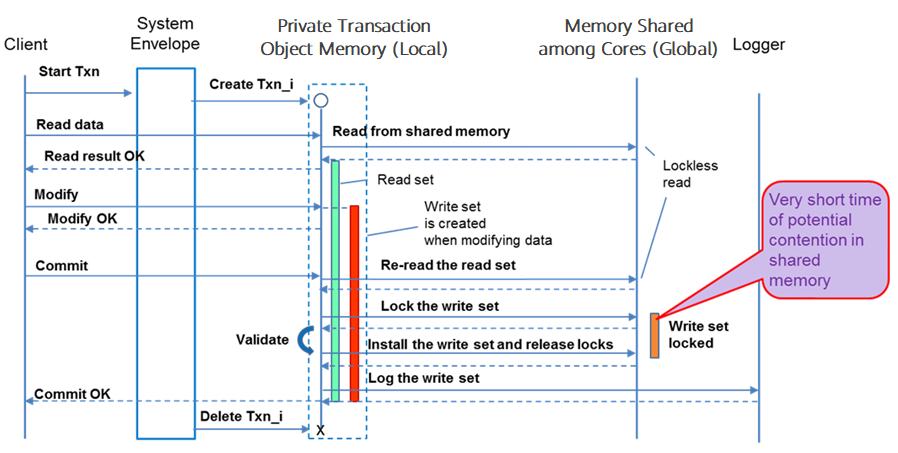 Client
System
Envelope
Private Transaction
Object Memory (Local)
Memory Shared
among Cores (Global)
Logger
Start Txn
Create Txn_i
Read data
Read from shared memory
Read result OK
Lockless
read
Read set
Modify
Write set
is created
when modifying data
Modify OK
Very short time
of potential
contention in
shared
memory
Commit
Re-read the read set
Lock the write set
Validate
Write set
locked
Install the write set and release locks
Log the write set
Commit OK
Delete Txn_i
X